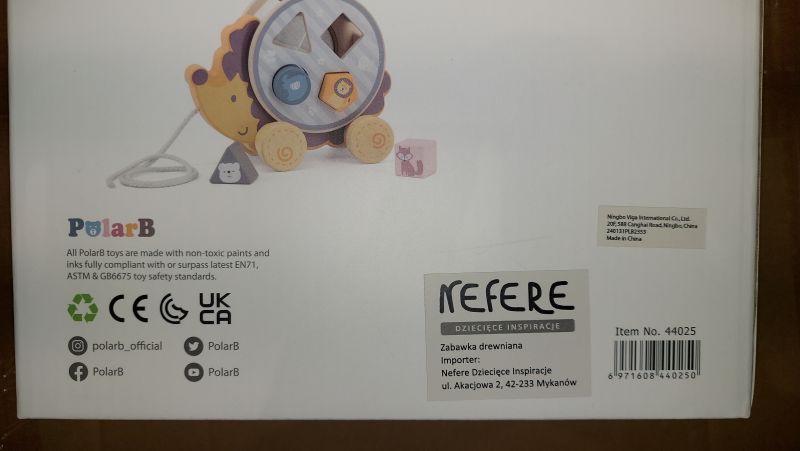 PolarB
All PolarB toys are made with non-toxic paints and
inks fully compliant with or surpass latest EN71,
ASTM & GB6675 toy safety standards.
CE
UK
CA
polarb_official
PolarB
PolarB
PolarB
NEFERE
DZIECIĘCE INSPIRACJE
Zabawka drewniana
Importer:
Nefere Dziecięce Inspiracje
ul. Akacjowa 2, 42-233 Mykanów
Ningbo Viga International Co., Ltd.
20F, 588 Canghai Road, Ningbo, China
240131PLB2353
Made in China
Item No. 44025
6 971608 440250